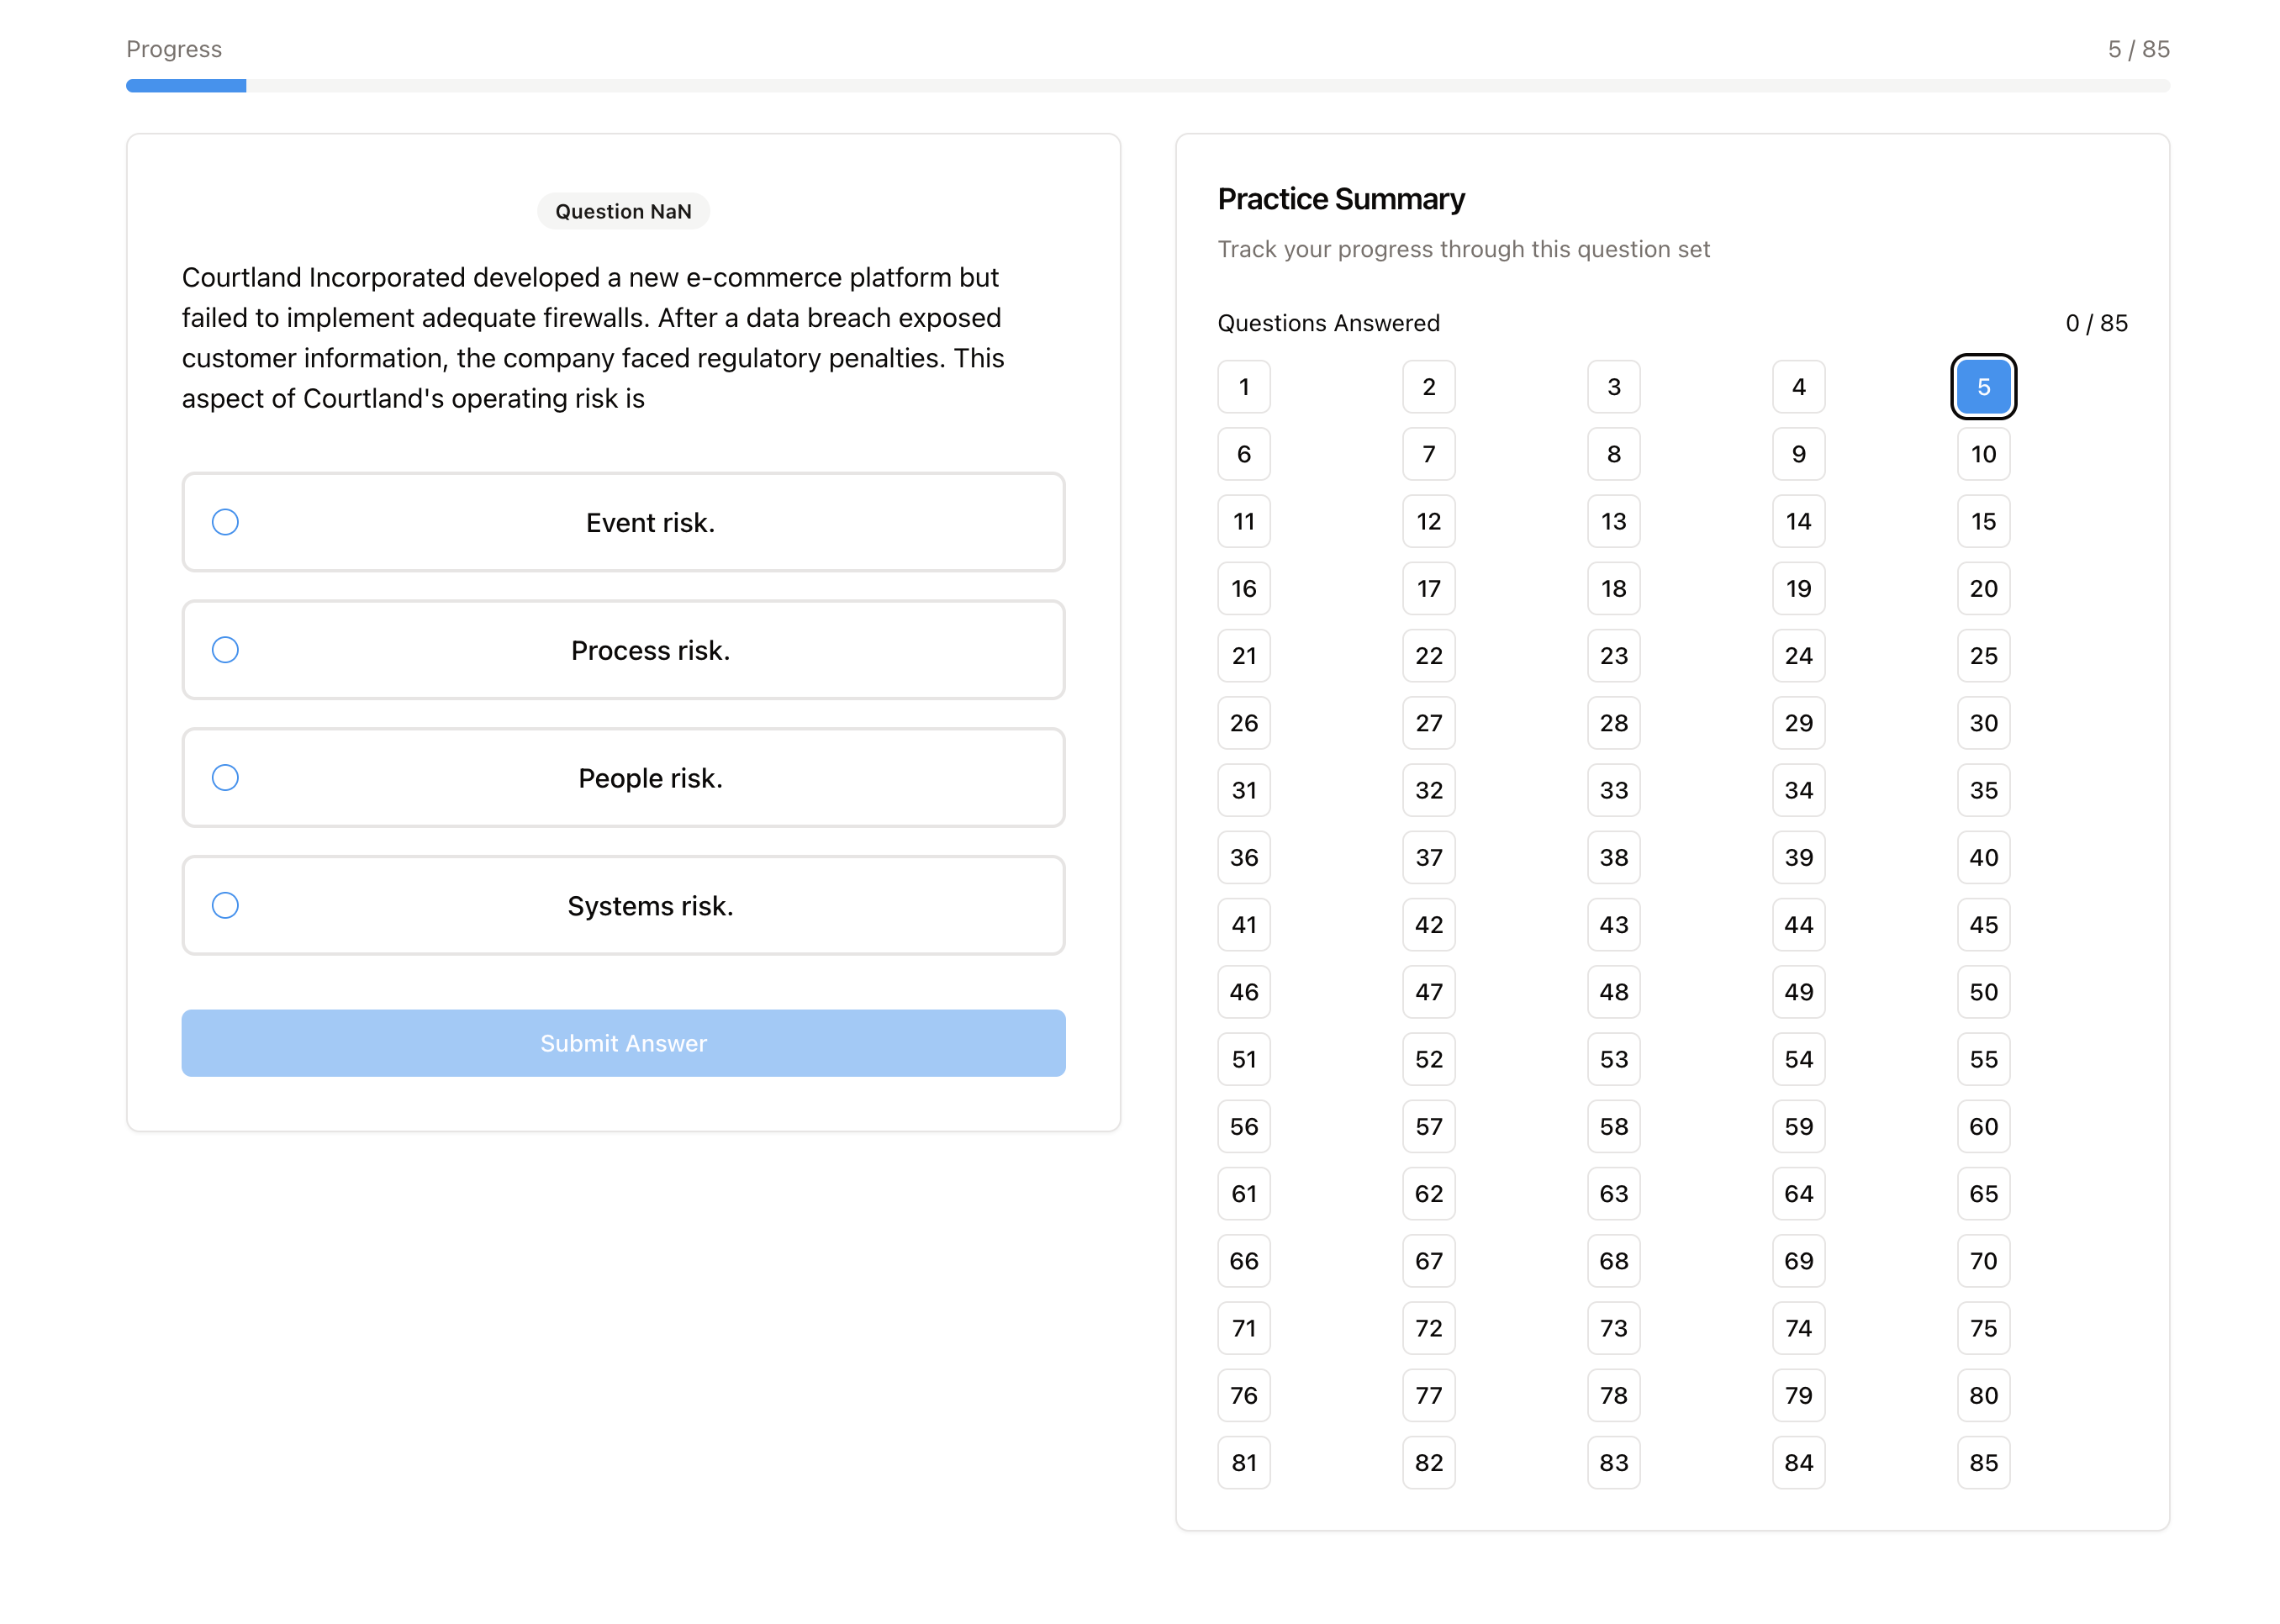 Progress
5 / 85
Question NaN
Courtland Incorporated developed a new e-commerce platform but
failed to implement adequate firewalls. After a data breach exposed
customer information, the company faced regulatory penalties. This
aspect of Courtland's operating risk is
Event risk.
Process risk.
People risk.
Systems risk.
Submit Answer
Practice Summary
Track your progress through this question set
Questions Answered
0 / 85
1 2 3 4 5
6 7 8 9 10
11 12 13 14 15
16 17 18 19 20
21 22 23 24 25
26 27 28 29 30
31 32 33 34 35
36 37 38 39 40
41 42 43 44 45
46 47 48 49 50
51 52 53 54 55
56 57 58 59 60
61 62 63 64 65
66 67 68 69 70
71 72 73 74 75
76 77 78 79 80
81 82 83 84 85